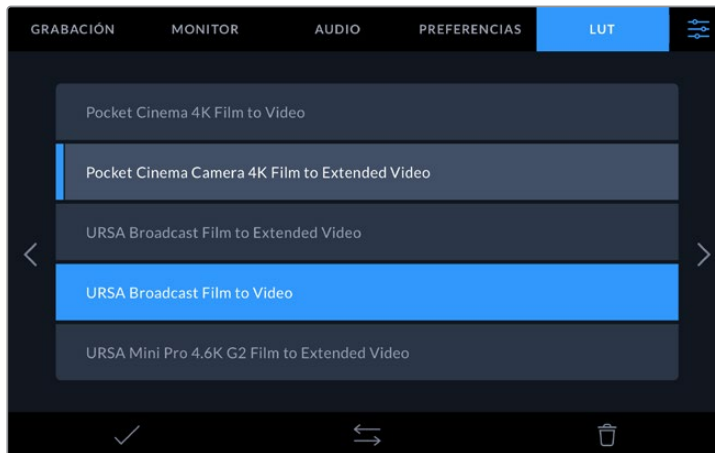 GRABACIÓN MONITOR AUDIO PREFERENCIAS LUT
Pocket Cinema 4K Film to Video
Pocket Cinema Camera 4K Film to Extended Video
URSA Broadcast Film to Extended Video
URSA Broadcast Film to Video
URSA Mini Pro 4.6K G2 Film to Extended Video